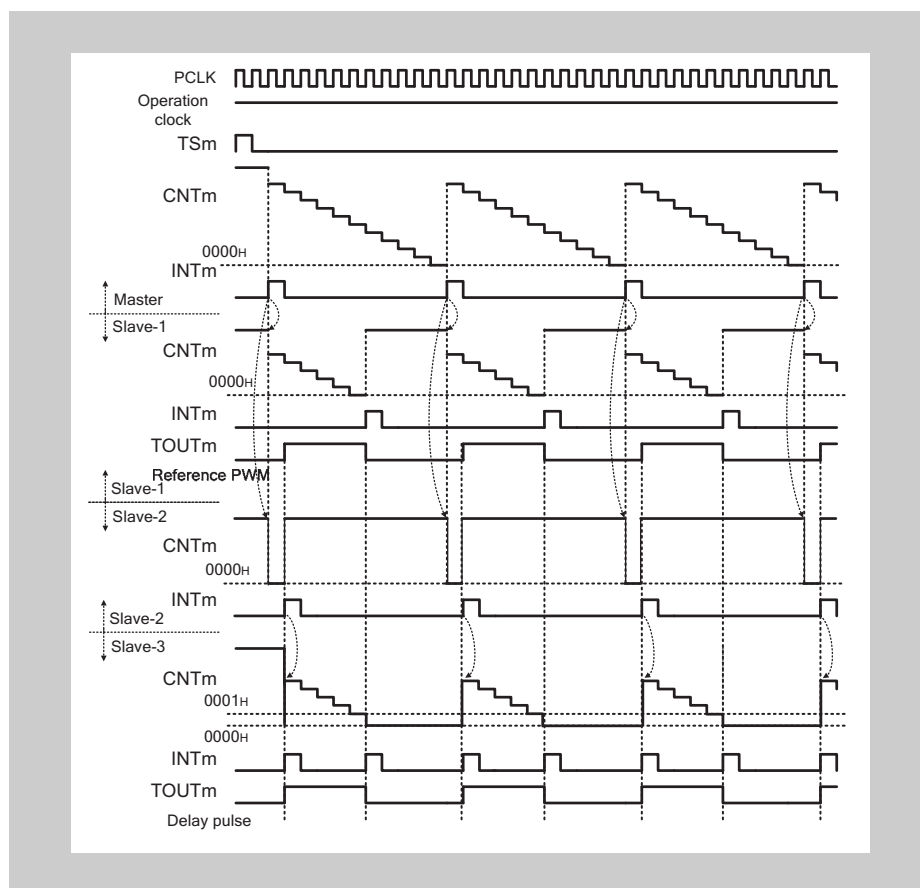 PCLK
Operation
clock
TSm
CNTm
0000H
INTm
Master
Slave-1
CNTm
0000H
INTm
TOUTm
Reference PWM
Slave-1
Slave-2
CNTm
0000H
INTm
Slave-2
Slave-3
CNTm
0001H
0000H
INTm
TOUTm
Delay pulse